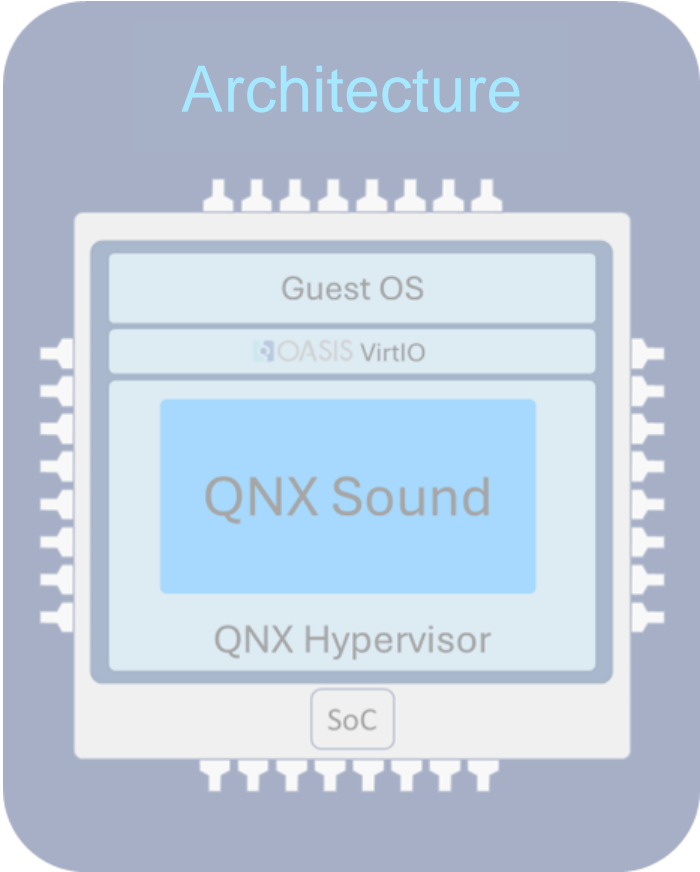 Architecture
Guest OS
OASIS VirtIO
QNX Sound
QNX Hypervisor
SoC